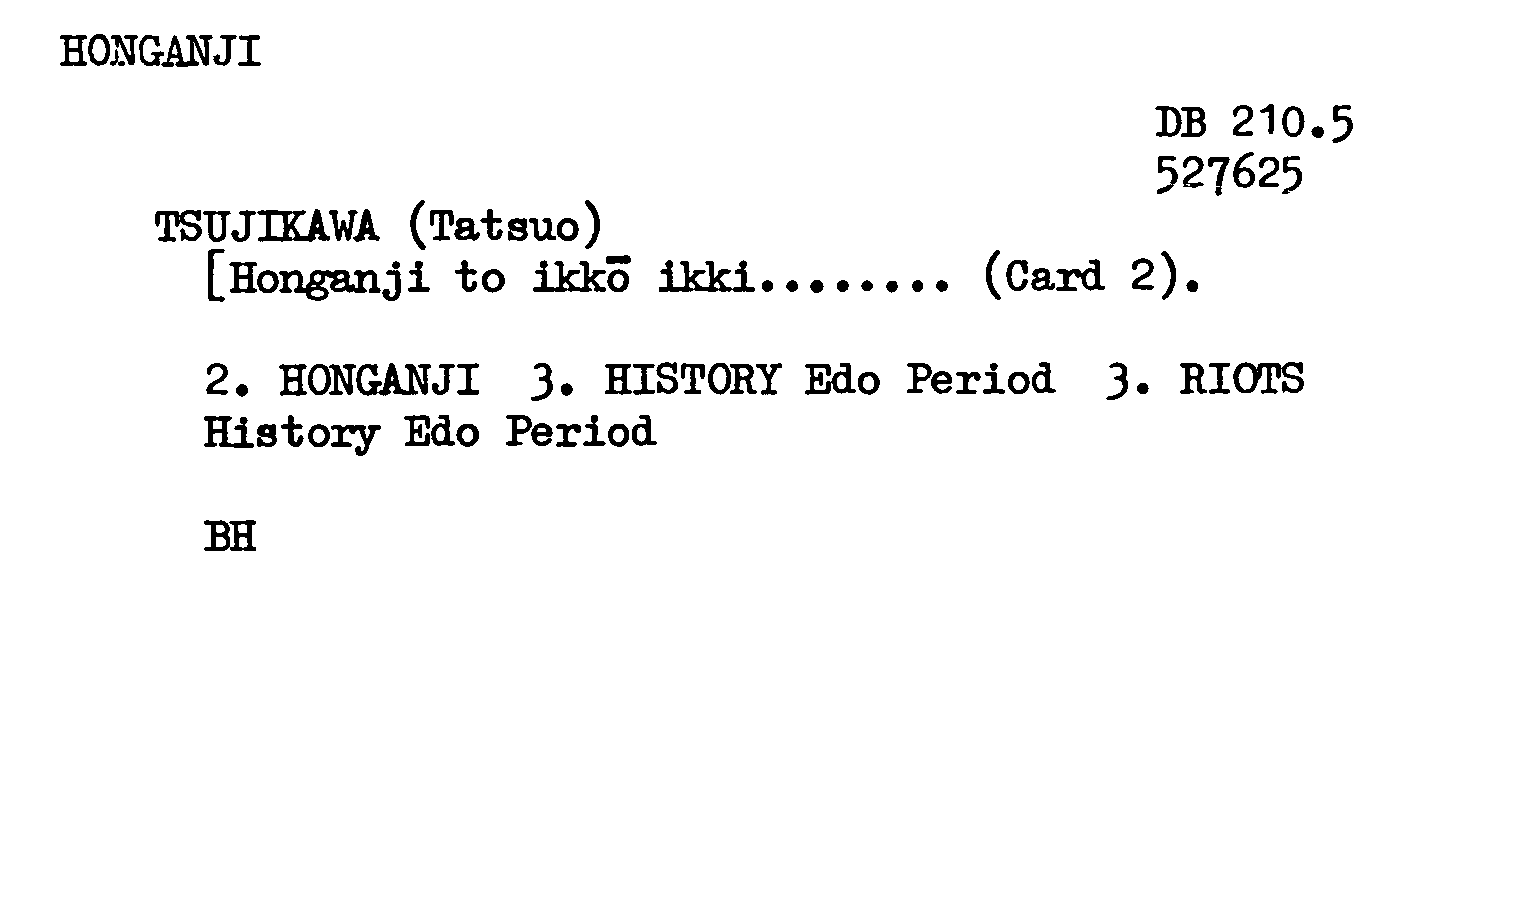 HONGANJI
DB 210.5
527625
TSUJIKAWA (Tatsuo)
[Honganji to ikkō ikki........ (Card 2).
2. HONGANJI 3. HISTORY Edo Period 3. RIOTS
History Edo Period
BH